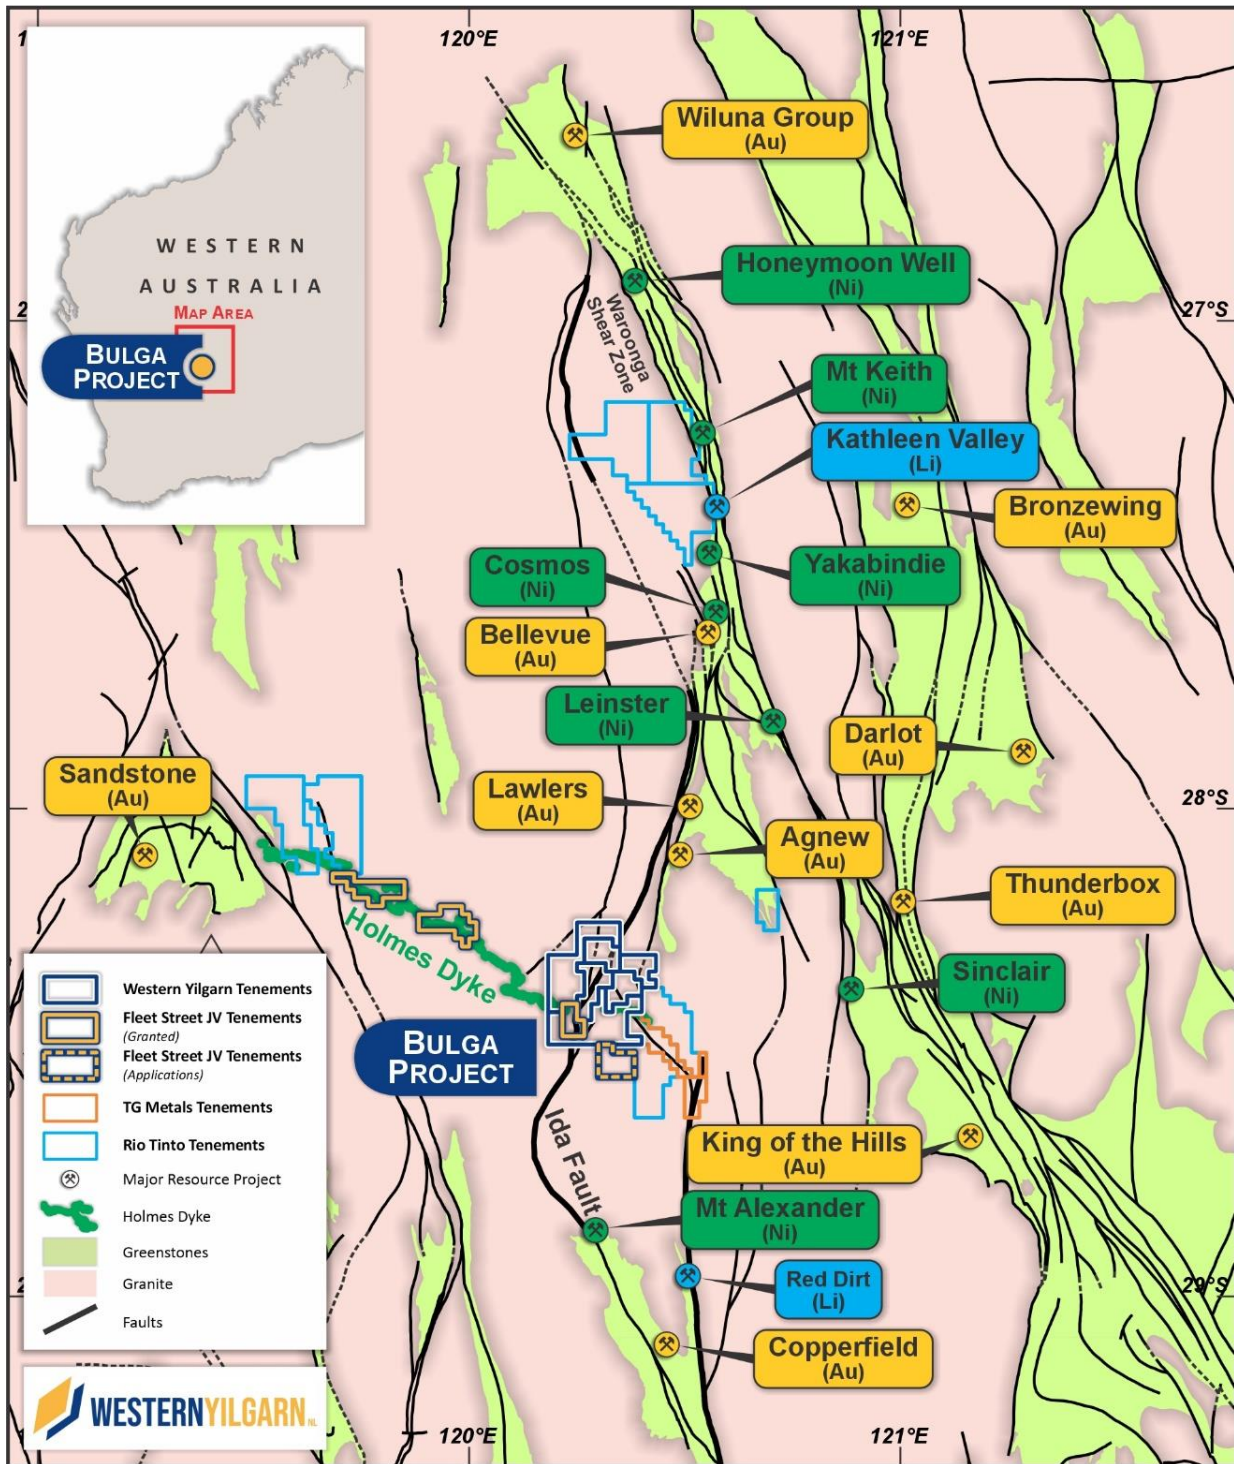 120°E
121°E
Wiluna Group
(Au)
WESTERN
AUSTRALIA
MAP AREA
BULGA
PROJECT
Honeymoon Well
(Ni)
Waroonga
Shear Zone
27°S
Mt Keith
(Ni)
Kathleen Valley
(Li)
Bronzewing
(Au)
Cosmos
(Ni)
Yakabindie
(Ni)
Bellevue
(Au)
Leinster
(Ni)
Darlot
(Au)
Sandstone
(Au)
Lawlers
(Au)
28°S
Agnew
(Au)
Thunderbox
(Au)
Holmes Dyke
Sinclair
(Ni)
BULGA
PROJECT
Ida Fault
King of the Hills
(Au)
Mt Alexander
(Ni)
Red Dirt
(Li)
29°S
Copperfield
(Au)
Western Yilgarn Tenements
Fleet Street JV Tenements
(Granted)
Fleet Street JV Tenements
(Applications)
TG Metals Tenements
Rio Tinto Tenements
Major Resource Project
Holmes Dyke
Greenstones
Granite
Faults
WESTERNYILGARN NL
120°E
121°E